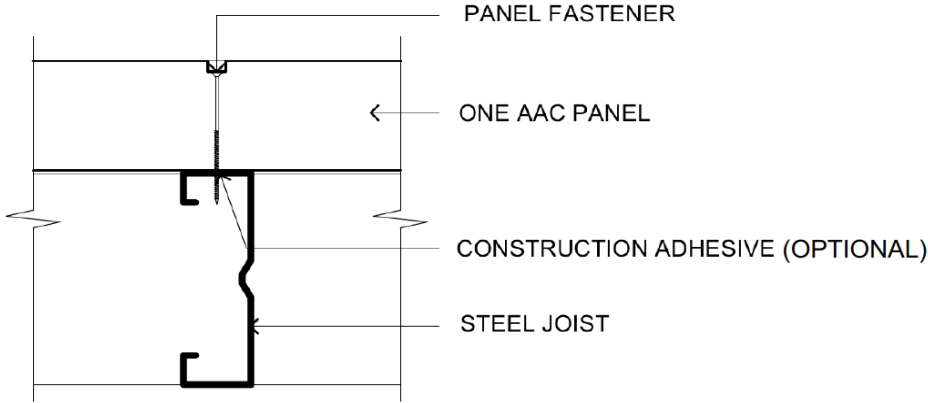 PANEL FASTENER
ONE AAC PANEL
CONSTRUCTION ADHESIVE (OPTIONAL)
STEEL JOIST